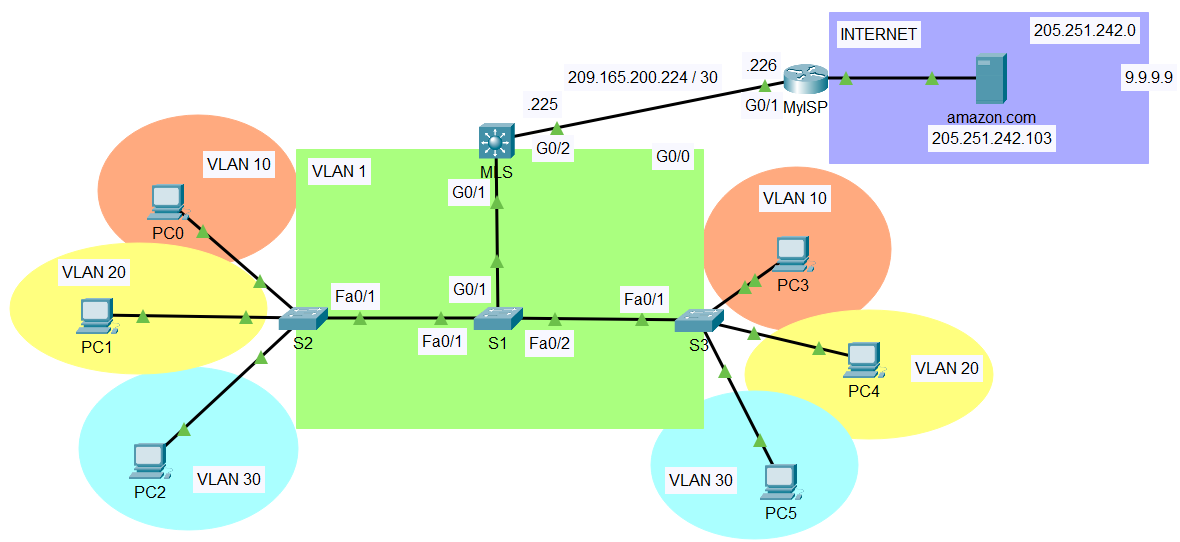 INTERNET
205.251.242.0
.226
209.165.200.224 / 30
9.9.9.9
.225
G0/1
MyISP
amazon.com
205.251.242.103
G0/2
VLAN 10
VLAN 1
MLS
G0/0
G0/1
VLAN 10
PC0
VLAN 20
PC3
G0/1
Fa0/1
Fa0/1
PC1
S2
Fa0/1
S1
Fa0/2
S3
VLAN 20
PC4
VLAN 30
PC2
VLAN 30
PC5